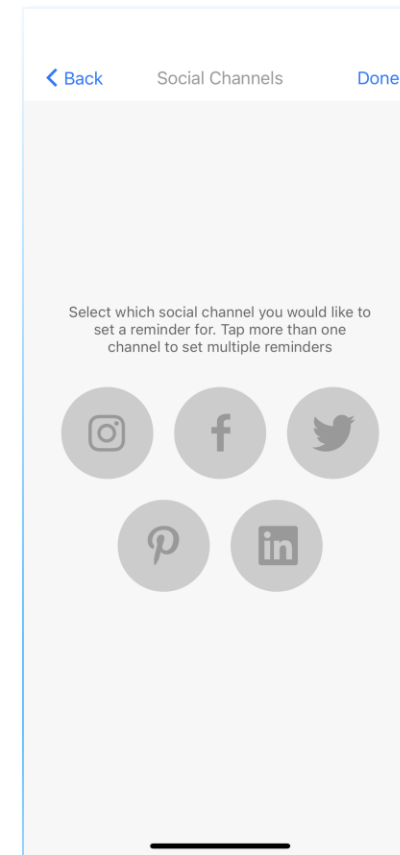 Back Social Channels Done
Select which social channel you would like to
set a reminder for. Tap more than one
channel to set multiple reminders